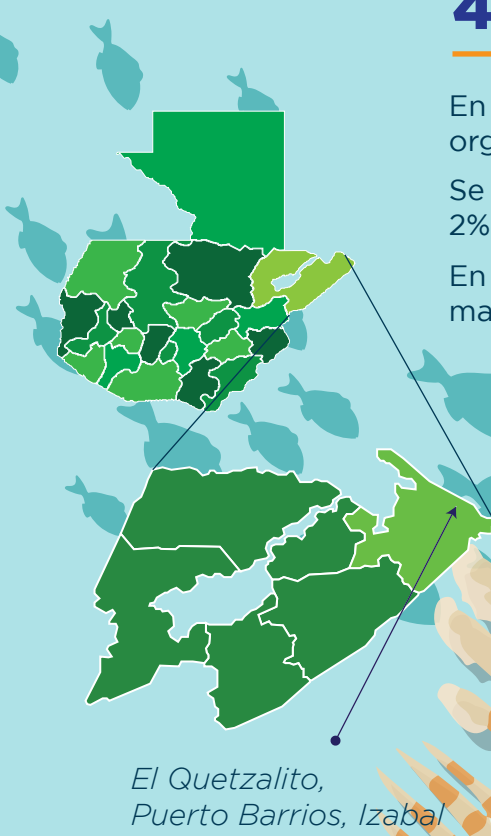 4
En
org
Se
2%
En
ma
El Quetzalito,
Puerto Barrios, Izabal